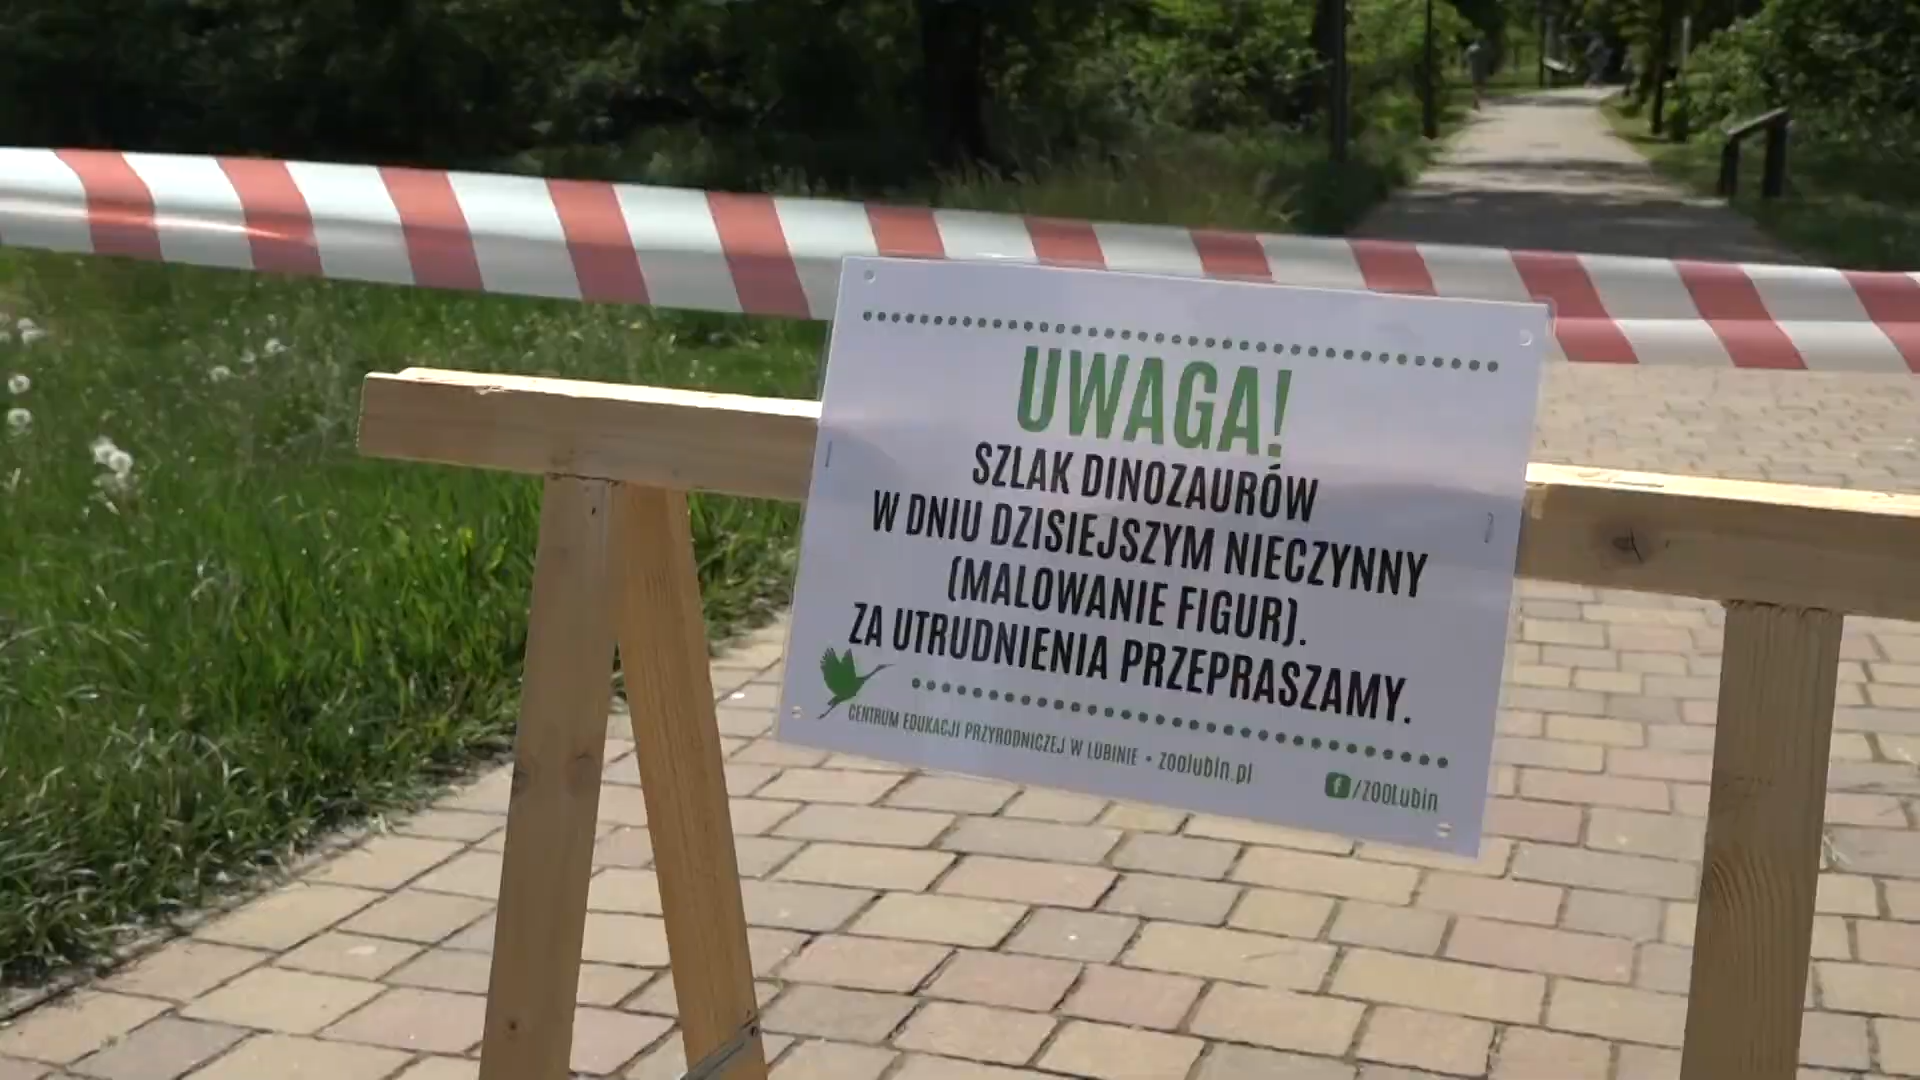 UWAGA!
SZLAK DINOZAURÓW
W DNIU DZISIEJSZYM NIECZYNNY
(MALOWANIE FIGUR).
ZA UTRUDNIENIA PRZEPRASZAMY.
CENTRUM EDUKACJI PRZYRODNICZEJ W LUBINIE • zoolubin.pl
f/ZOOLubin